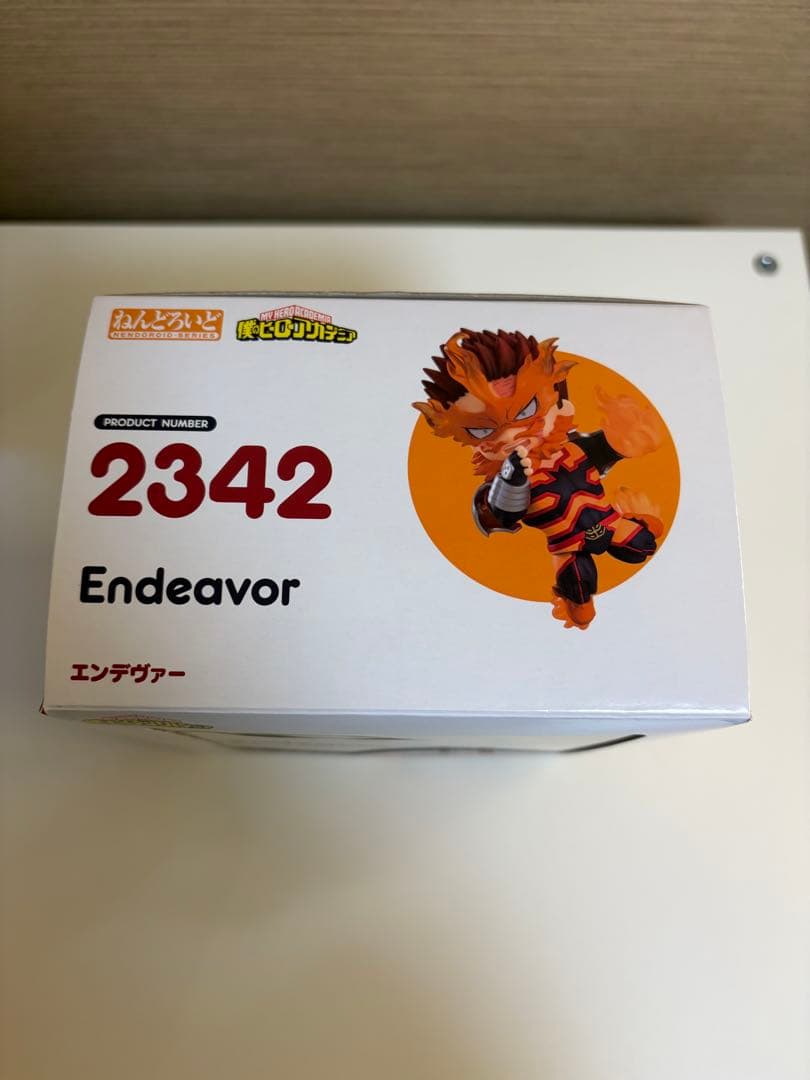 ねんどろいど
NENDOROID-SERIES
MY HERO ACADEMIA
僕のヒーローアカデミア
PRODUCT NUMBER
2342
Endeavor
エンデヴァー